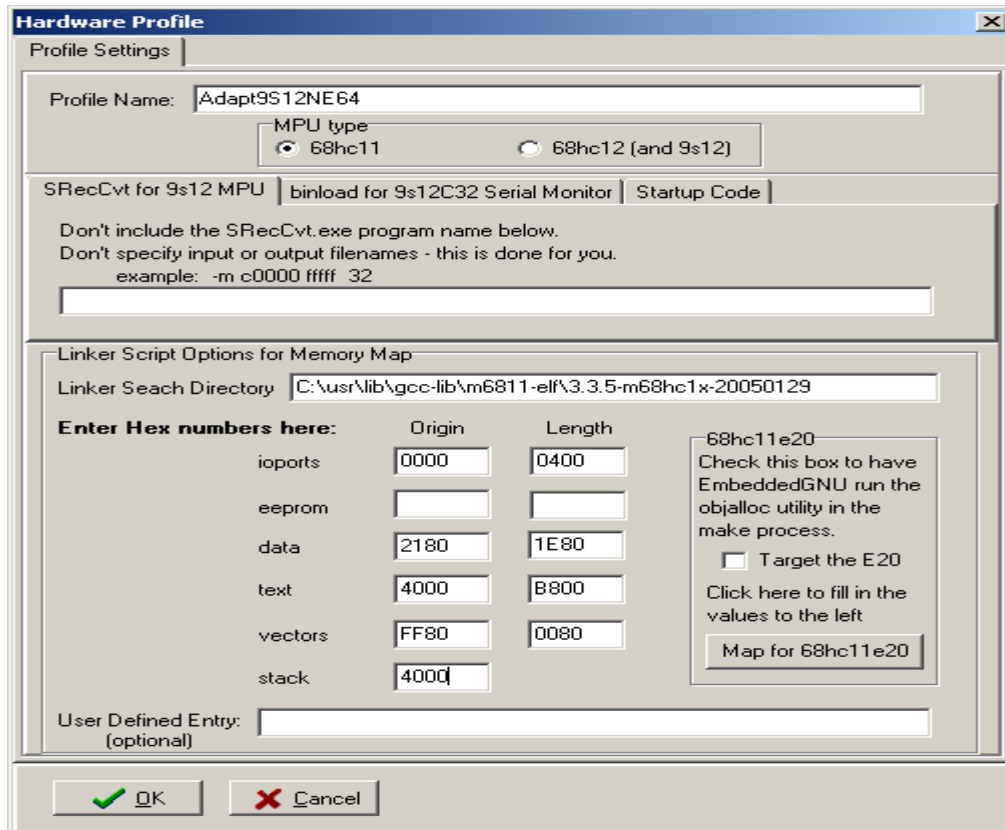 Hardware Profile
Profile Settings
Profile Name: Adapt9S12NE64
MPU type
68hc11 68hc12 (and 9s12)
SRecCvt for 9s12 MPU binload for 9s12C32 Serial Monitor Startup Code
Don't include the SRecCvt.exe program name below.
Don't specify input or output filenames - this is done for you.
example: -m c0000 fffff 32
Linker Script Options for Memory Map
Linker Seach Directory C:\usr\lib\gcc-lib\m6811-elf\3.3.5-m68hc1x-20050129
Enter Hex numbers here: Origin Length
ioports 0000 0400
eeprom
data 2180 1E80
text 4000 B800
vectors FF80 0080
stack 4000
68hc11e20
Check this box to have
EmbeddedGNU run the
objalloc utility in the
make process.
Target the E20
Click here to fill in the
values to the left
Map for 68hc11e20
User Defined Entry:
(optional)
OK Cancel